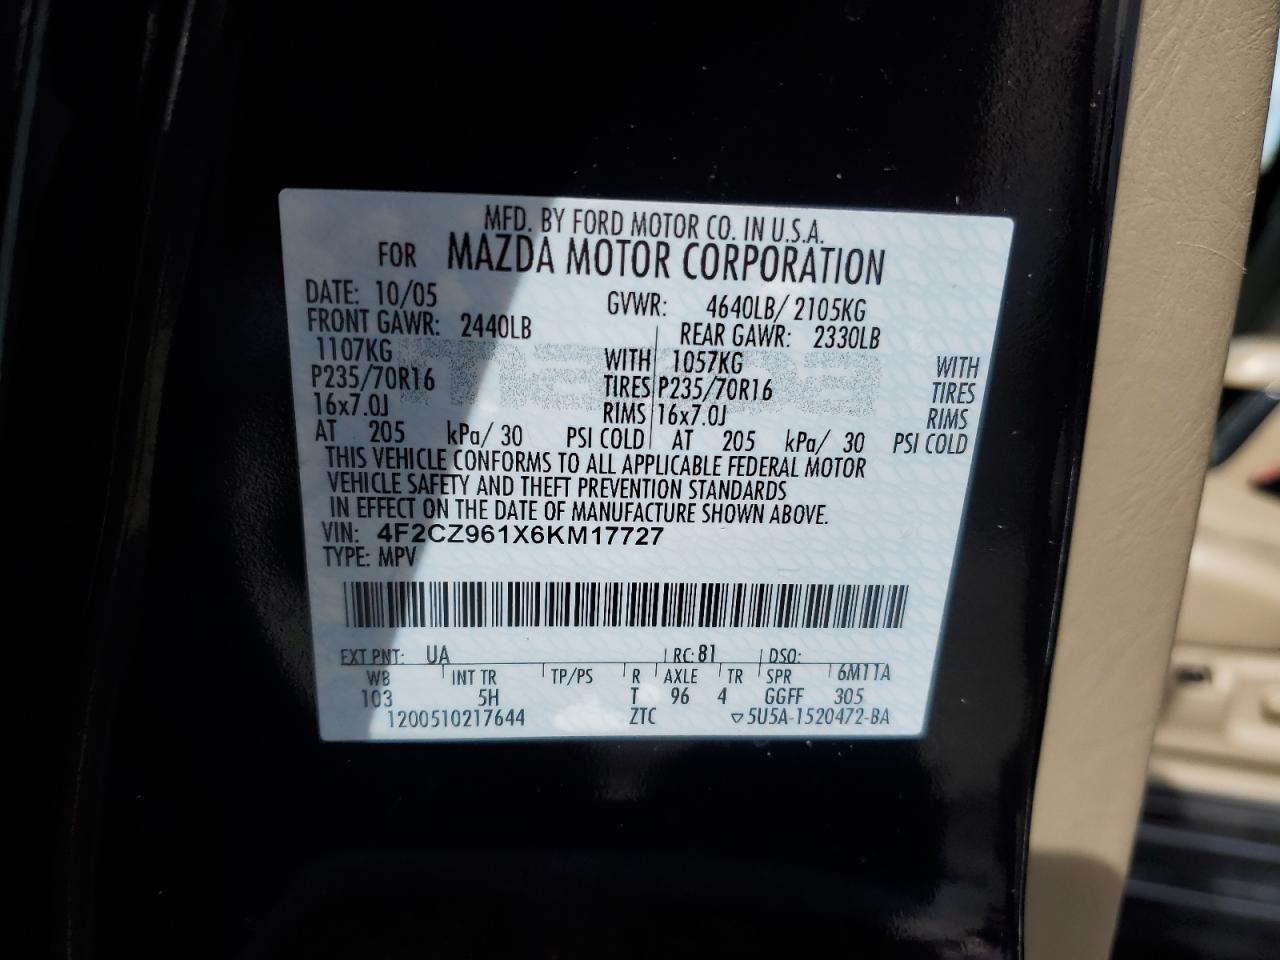 MFD. BY FORD MOTOR CO. IN U.S.A.
FOR MAZDA MOTOR CORPORATION
DATE: 10/05 GVWR: 4640LB/ 2105KG
FRONT GAWR: 2440LB REAR GAWR: 2330LB
1107KG WITH 1057KG WITH
P235/70R16 TIRES P235/70R16 TIRES
16x7.0J RIMS 16x7.0J RIMS
AT 205 kPa/ 30 PSI COLD AT 205 kPa/ 30 PSI COLD
THIS VEHICLE CONFORMS TO ALL APPLICABLE FEDERAL MOTOR
VEHICLE SAFETY AND THEFT PREVENTION STANDARDS
IN EFFECT ON THE DATE OF MANUFACTURE SHOWN ABOVE.
VIN: 4F2CZ961X6KM17727
TYPE: MPV
EXT PNT: UA RC: 81 DSO:
WB INT TR TP/PS R AXLE TR SPR 6M11A
103 5H T 96 4 GGFF 305
1200510217644 ZTC ▽5U5A-1520472-BA